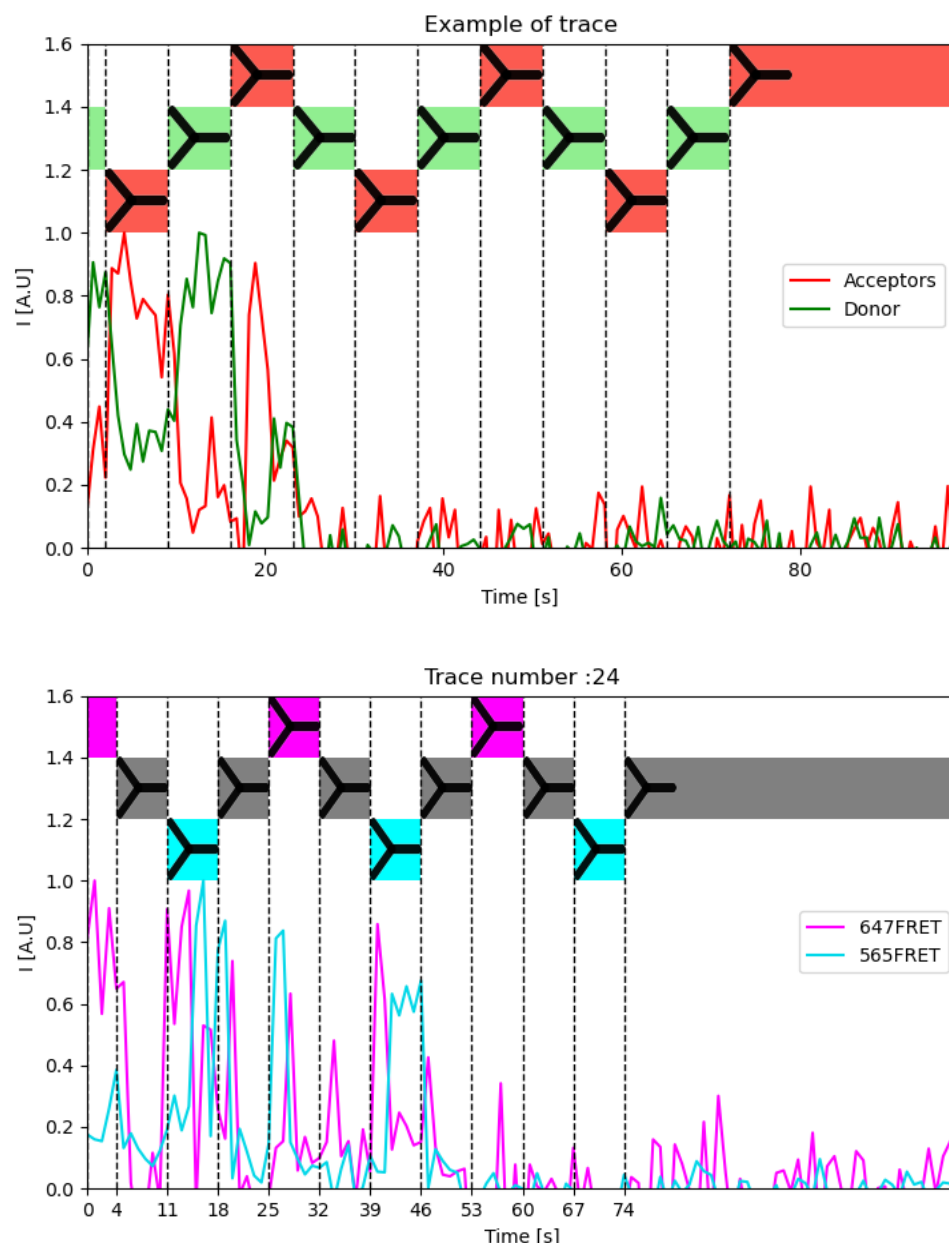 Example of trace
1.6
1.4
1.2
1.0
0.8
0.6
0.4
0.2
0.0
I [A.U]
Acceptors
Donor
0 20 40 60 80
Time [s]
Trace number :24
1.6
1.4
1.2
1.0
0.8
0.6
0.4
0.2
0.0
I [A.U]
647FRET
565FRET
0 4 11 18 25 32 39 46 53 60 67 74
Time [s]